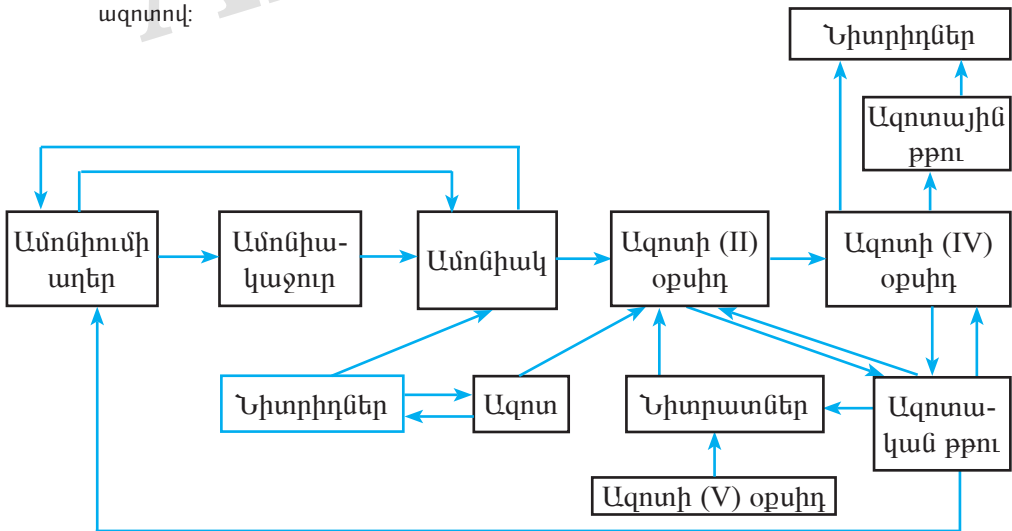 ազոտով:
Նիտրիդներ
Ազոտային
թթու
Ամոնիումի
աղեր
Ամոնիա-
կաջուր
Ամոնիակ
Ազոտի (II)
օքսիդ
Ազոտի (IV)
օքսիդ
Նիտրիդներ
Ազոտ
Նիտրատներ
Ազոտա-
կան թթու
Ազոտի (V) օքսիդ